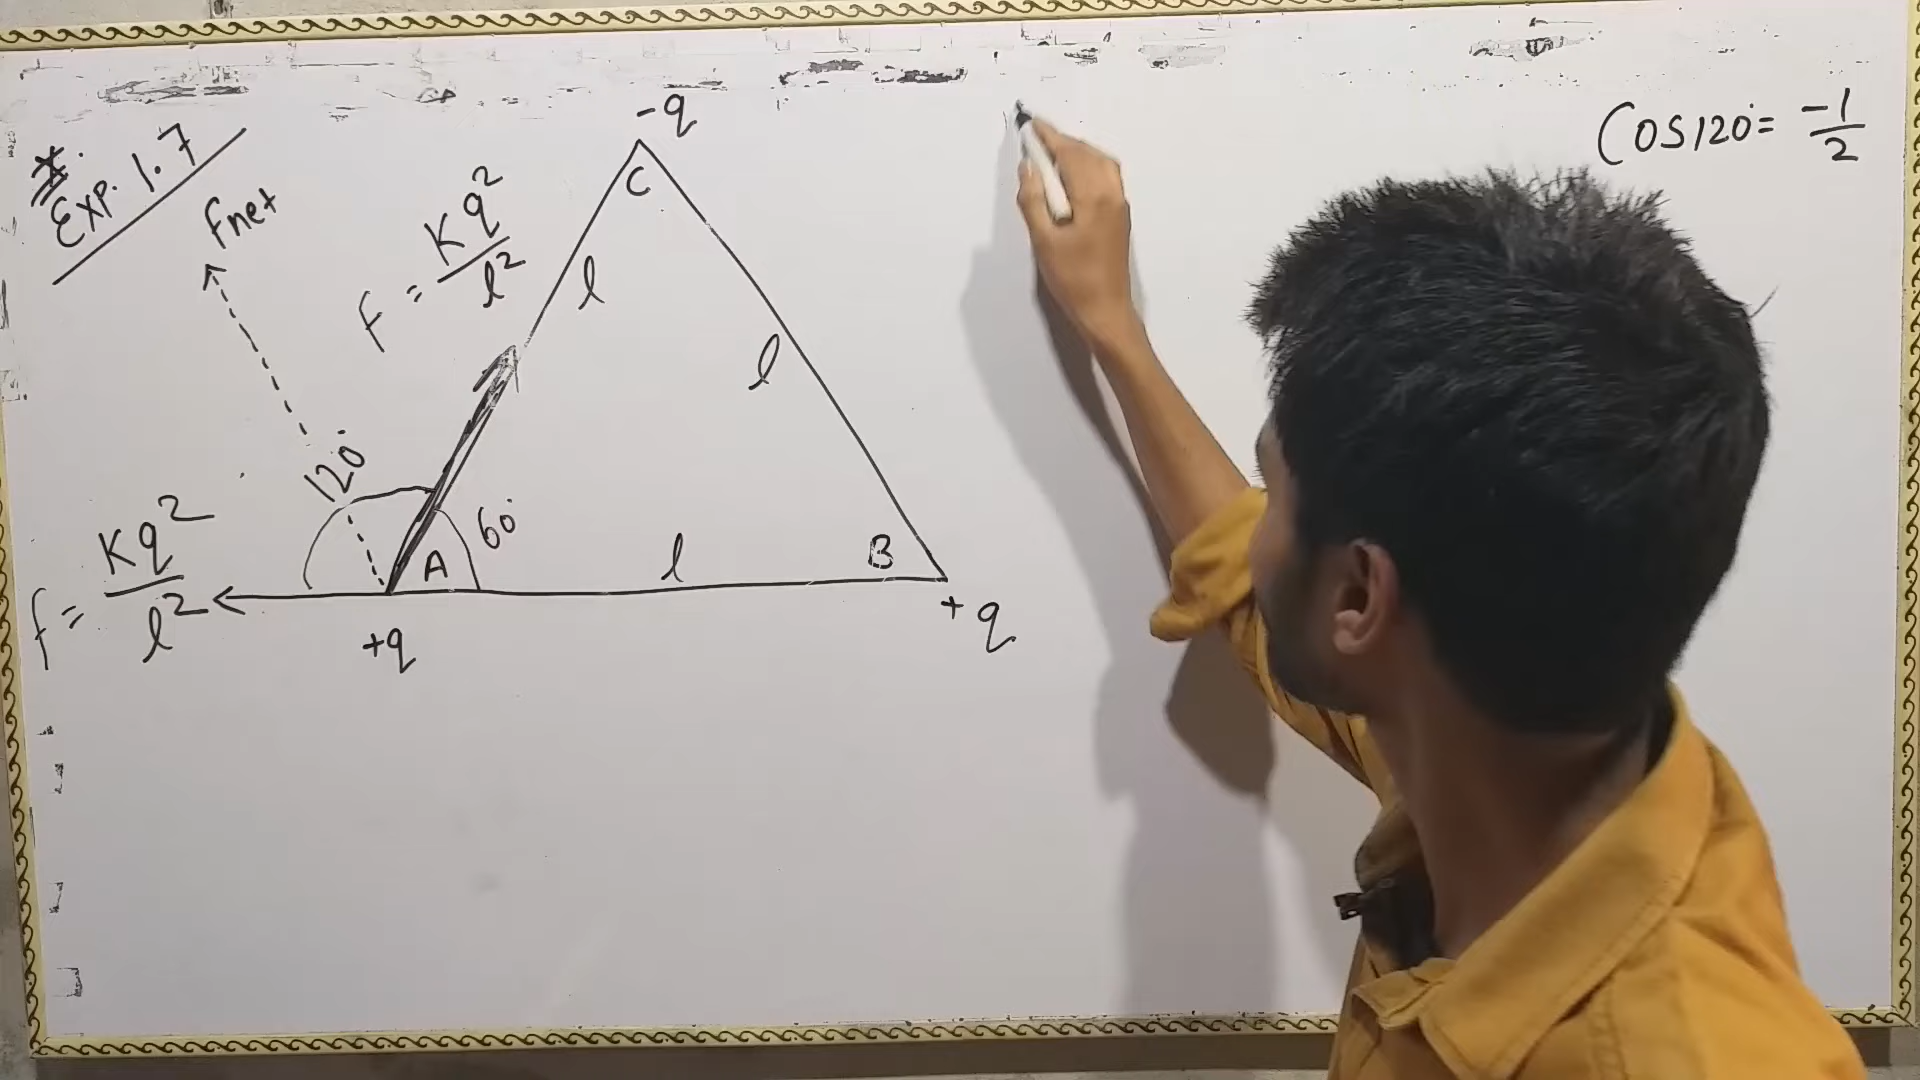 *
Exp. 1.7
Fnet
-q
C
F = Kq²/l²
l
l
120°
60°
f = Kq²/l²
A
l
B
+q
+q
Cos120° = -1/2